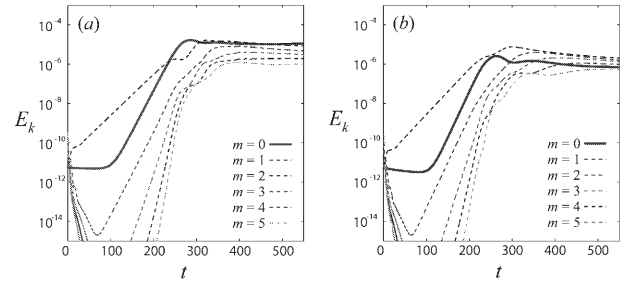 (a)
E_k
10^-4
10^-6
10^-8
10^-10
10^-12
10^-14
m = 0
m = 1
m = 2
m = 3
m = 4
m = 5
0 100 200 300 400 500
t
(b)
E_k
10^-4
10^-6
10^-8
10^-10
10^-12
10^-14
m = 0
m = 1
m = 2
m = 3
m = 4
m = 5
0 100 200 300 400 500
t